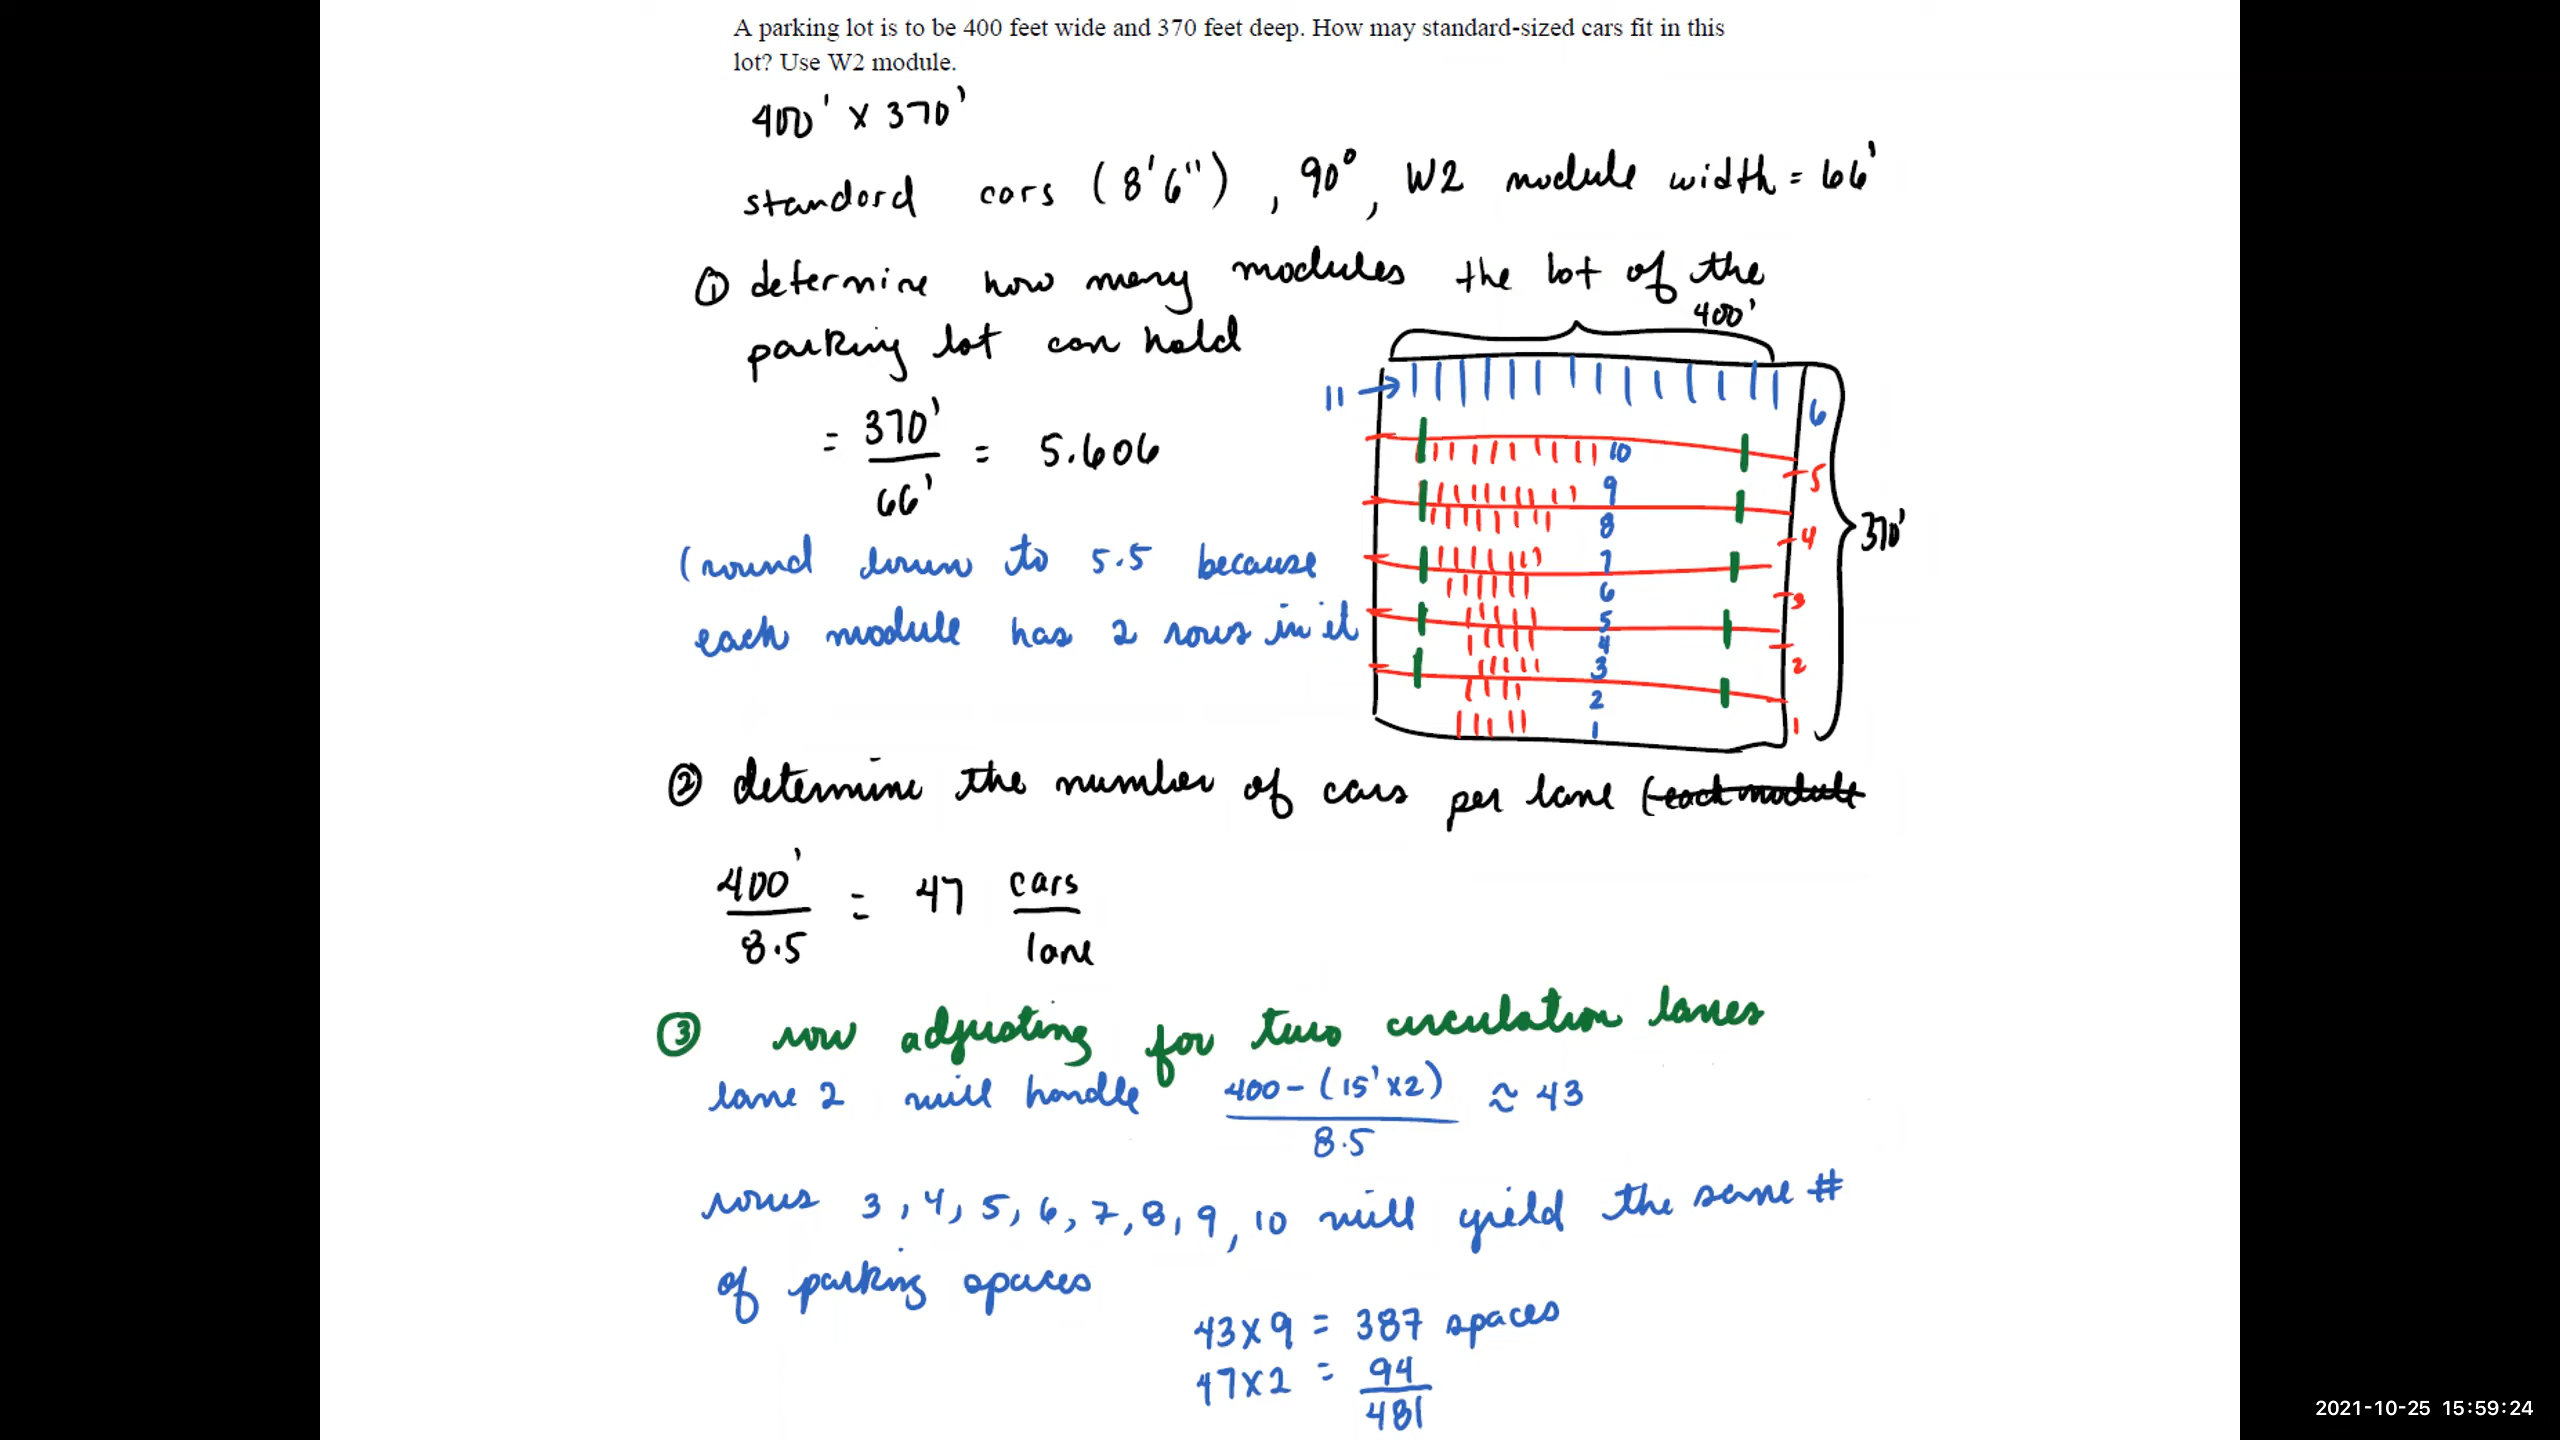 A parking lot is to be 400 feet wide and 370 feet deep. How may standard-sized cars fit in this
lot? Use W2 module.
400' x 370'
standard cars (8'6"), 90°, W2 module width = 66'
① determine how many modules the lot of the
parking lot can hold
= 370' / 66' = 5.606
(round down to 5.5 because
each module has 2 rows in it
400'
11 →
6
10
5
9
8
4
370'
7
6
3
5
4
2
3
2
1
1
② determine the number of cars per lane (each module
400' / 8.5 = 47 cars / lane
③ now adjusting for two circulation lanes
lane 2 will handle 400 - (15' x 2) / 8.5 ≈ 43
rows 3, 4, 5, 6, 7, 8, 9, 10 will yield the same #
of parking spaces
43 x 9 = 387 spaces
47 x 2 = 94
481
2021-10-25 15:59:24